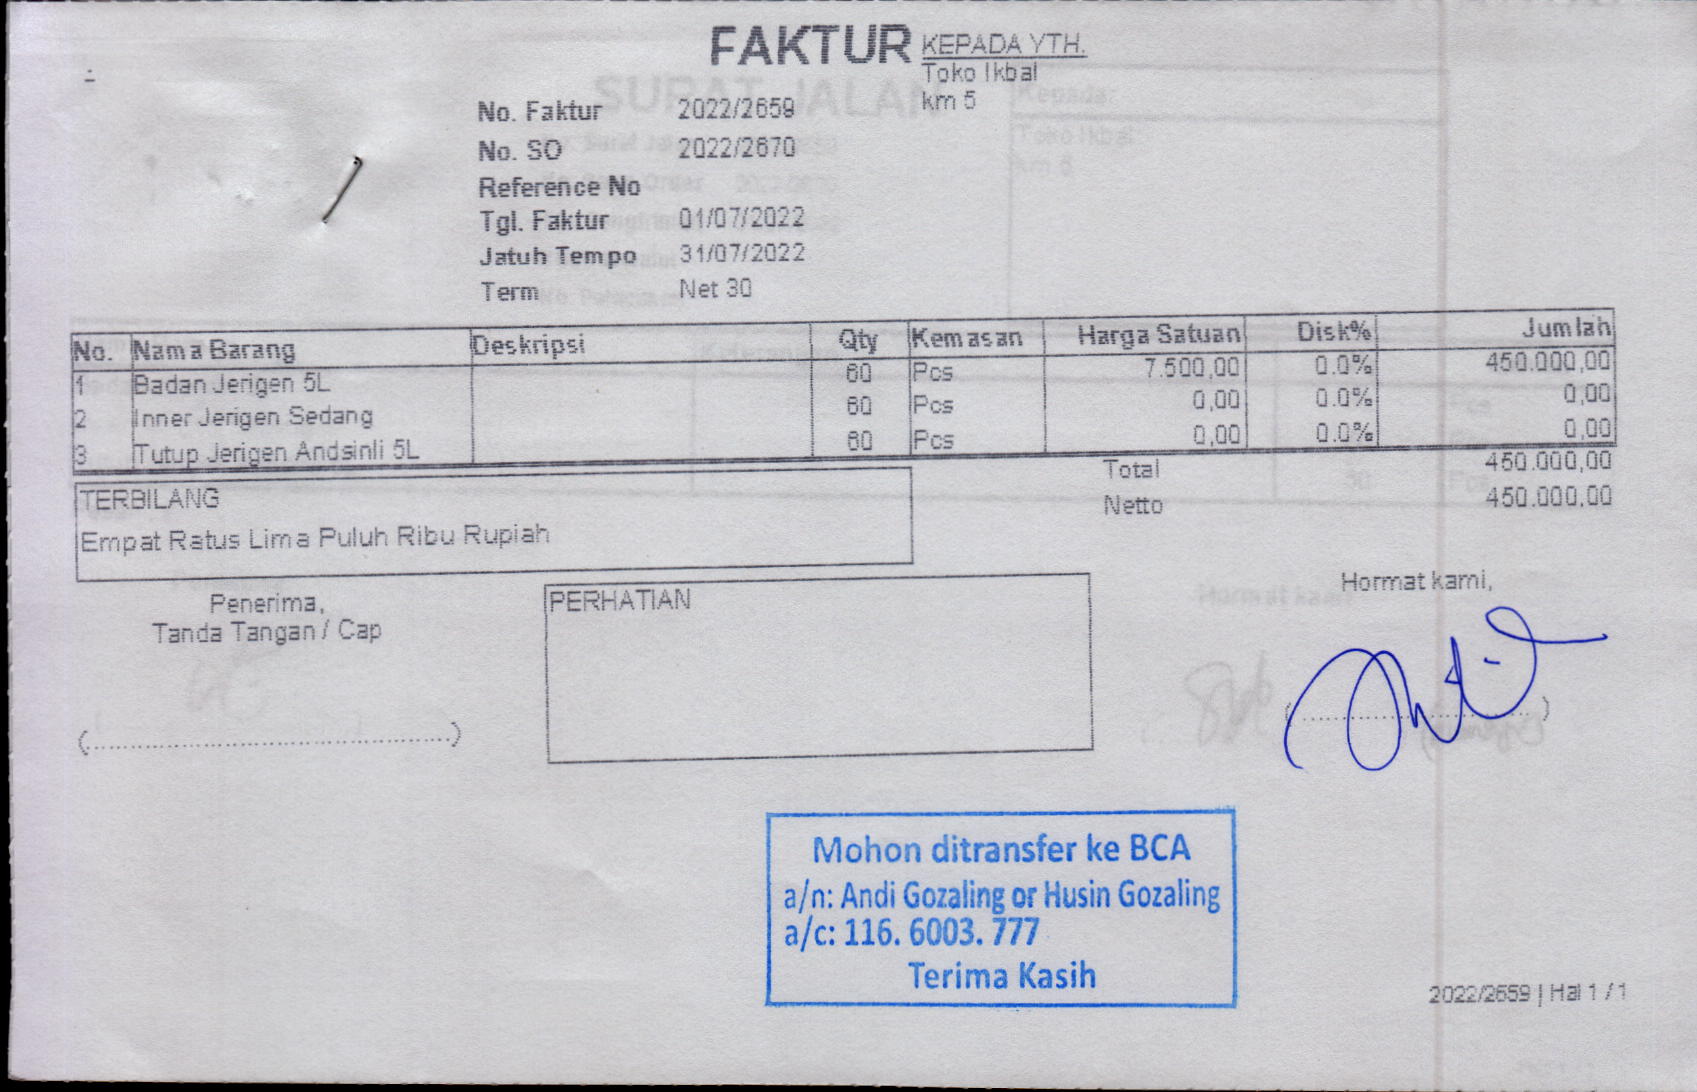 FAKTUR
KEPADA YTH.
Toko Ikbal
km 5
No. Faktur 2022/2659
No. SO 2022/2670
Reference No
Tgl. Faktur 01/07/2022
Jatuh Tempo 31/07/2022
Term Net 30
No. Nama Barang Deskripsi Qty Kemasan Harga Satuan Disk% Jumlah
1 Badan Jerigen 5L 60 Pcs 7.500,00 0.0% 450.000,00
2 Inner Jerigen Sedang 60 Pcs 0,00 0.0% 0,00
3 Tutup Jerigen Andsinli 5L 60 Pcs 0,00 0.0% 0,00
Total 450.000,00
Netto 450.000,00
TERBILANG
Empat Ratus Lima Puluh Ribu Rupiah
Penerima,
Tanda Tangan / Cap
(..........................................................)
PERHATIAN
Hormat kami,
(..........................................)
Mohon ditransfer ke BCA
a/n: Andi Gozaling or Husin Gozaling
a/c: 116. 6003. 777
Terima Kasih
2022/2659 | Hal 1 / 1